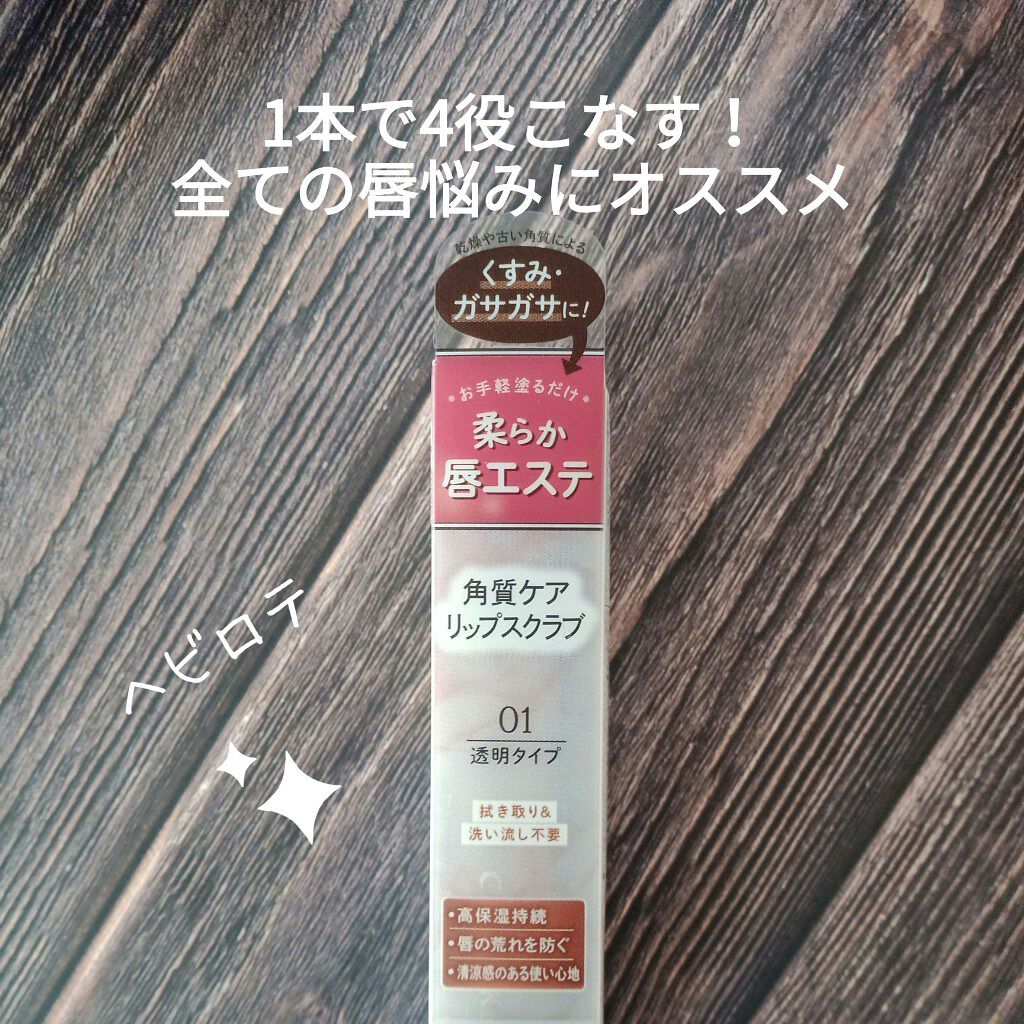 1本で4役こなす！
全ての唇悩みにオススメ
乾燥や古い角質による
くすみ・
ガサガサに!
・お手軽塗るだけ・
柔らか
唇エステ
角質ケア
リップスクラブ
ヘビロテ
01
透明タイプ
拭き取り&
洗い流し不要
・高保湿持続
・唇の荒れを防ぐ
・清涼感のある使い心地